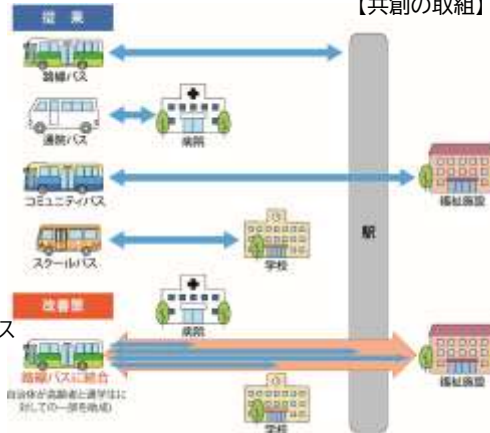 【共創の取組】
従 業
路線バス
通院バス
病院
コミュニティバス
福祉施設
スクールバス
学校
駅
改善策
病院
ス
路線バスに統合
福祉施設
自治体が高齢者と通学生に
対しての一部を助成)
学校